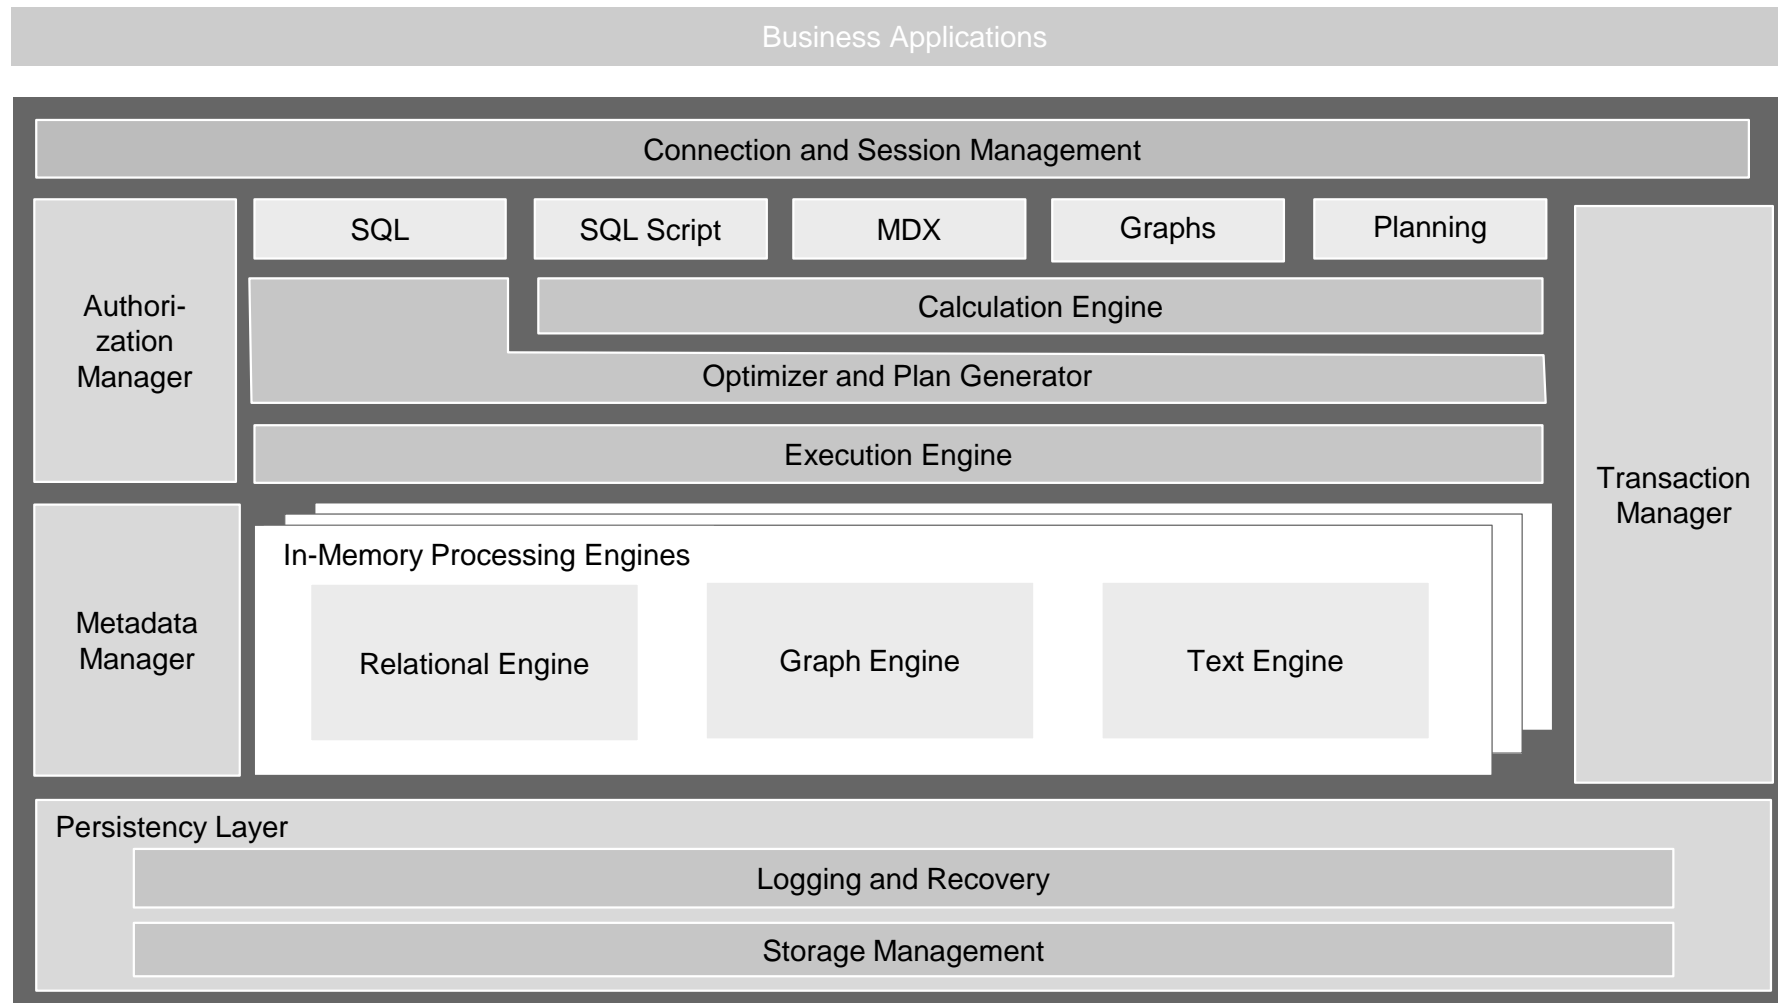 Business Applications
Connection and Session Management
SQL
SQL Script
MDX
Graphs
Planning
Authori-
zation
Manager
Calculation Engine
Optimizer and Plan Generator
Execution Engine
Transaction
Manager
In-Memory Processing Engines
Metadata
Manager
Relational Engine
Graph Engine
Text Engine
Persistency Layer
Logging and Recovery
Storage Management